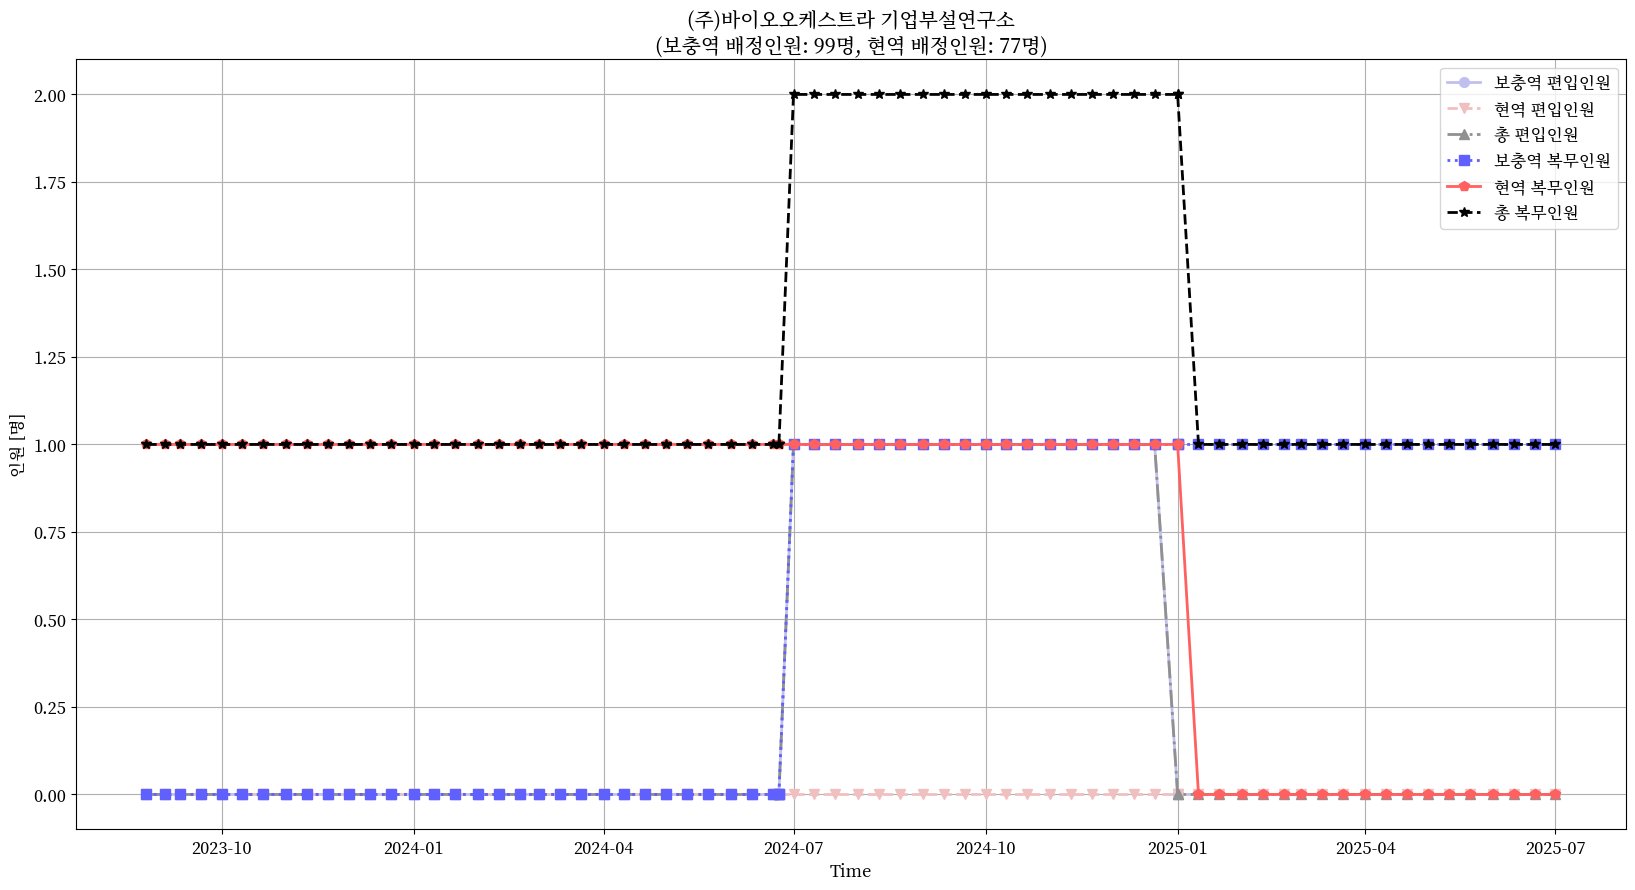 (주)바이오오케스트라 기업부설연구소
(보충역 배정인원: 99명, 현역 배정인원: 77명)
보충역 편입인원
현역 편입인원
총 편입인원
보충역 복무인원
현역 복무인원
총 복무인원
인원 [명]
2.00
1.75
1.50
1.25
1.00
0.75
0.50
0.25
0.00
2023-10
2024-01
2024-04
2024-07
2024-10
2025-01
2025-04
2025-07
Time